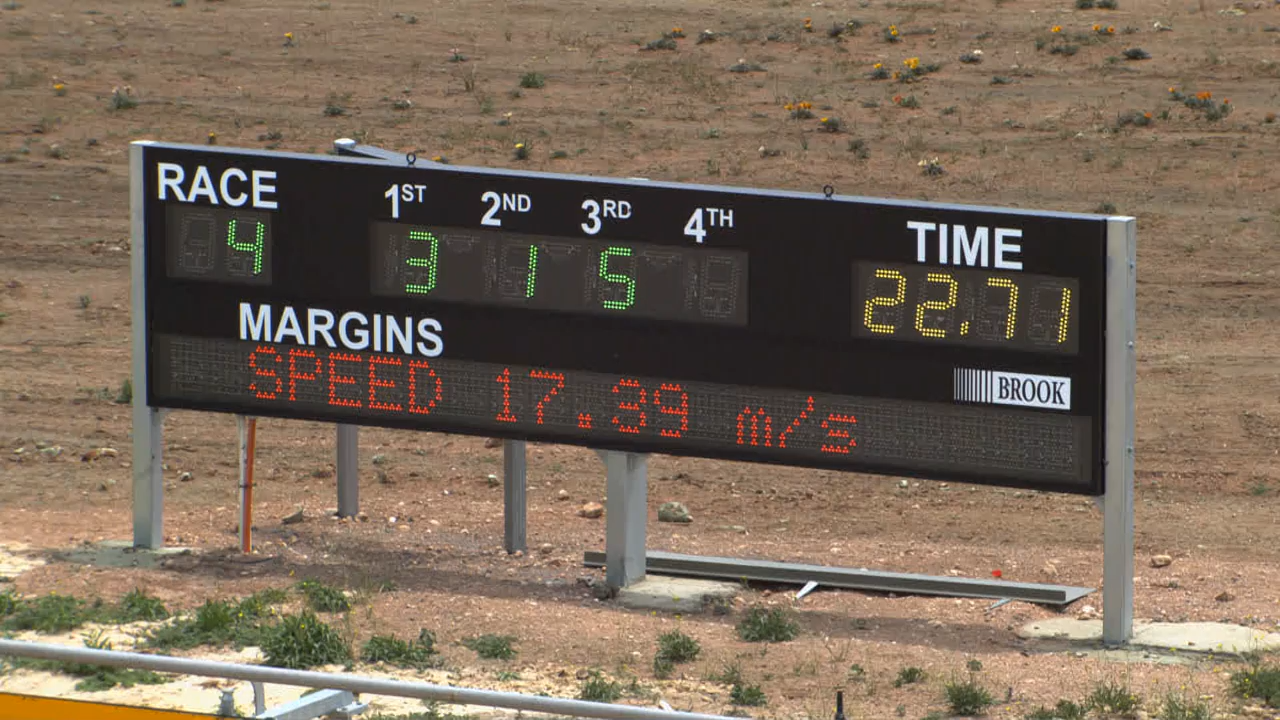 RACE 1ST 2ND 3RD 4TH TIME
4 3 1 5 22.71
MARGINS
BROOK
SPEED 17.39 m/s